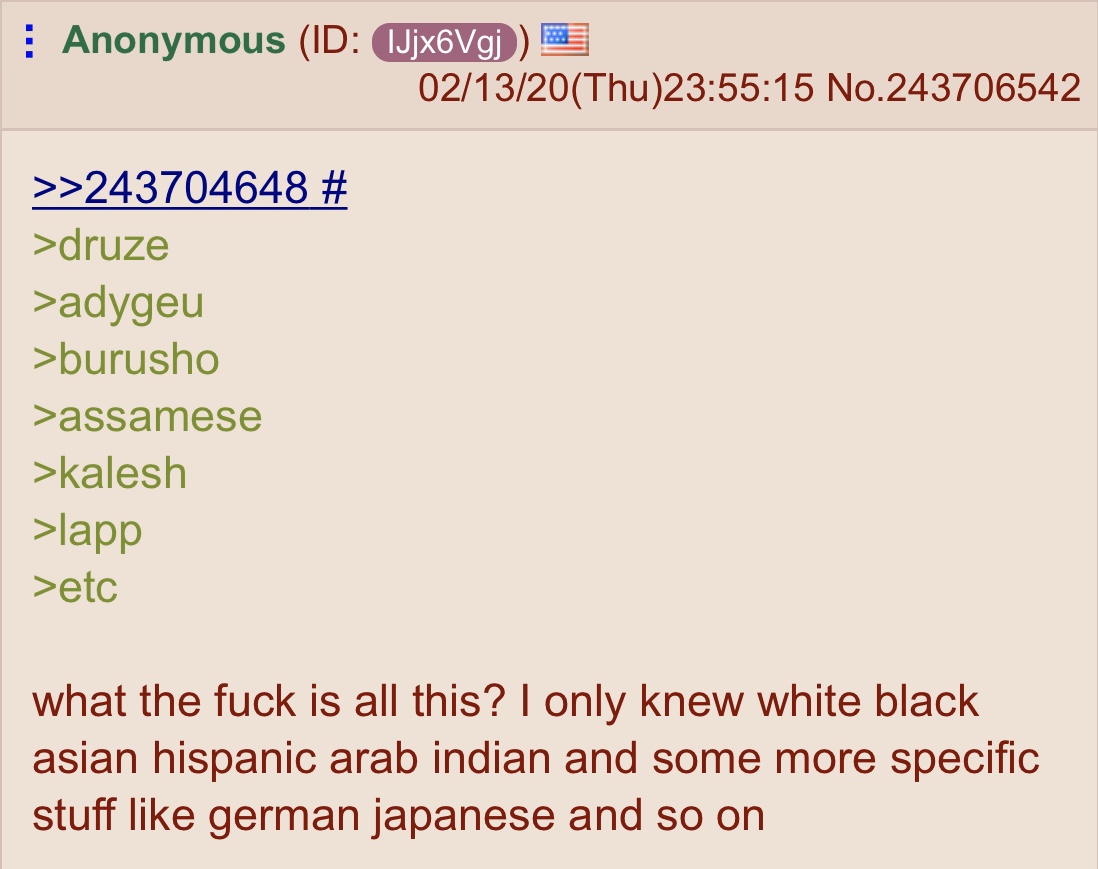 Anonymous (ID: IJjx6Vgj)
02/13/20(Thu)23:55:15 No.243706542
>>243704648 #
>druze
>adygeu
>burusho
>assamese
>kalesh
>lapp
>etc
what the fuck is all this? I only knew white black
asian hispanic arab indian and some more specific
stuff like german japanese and so on